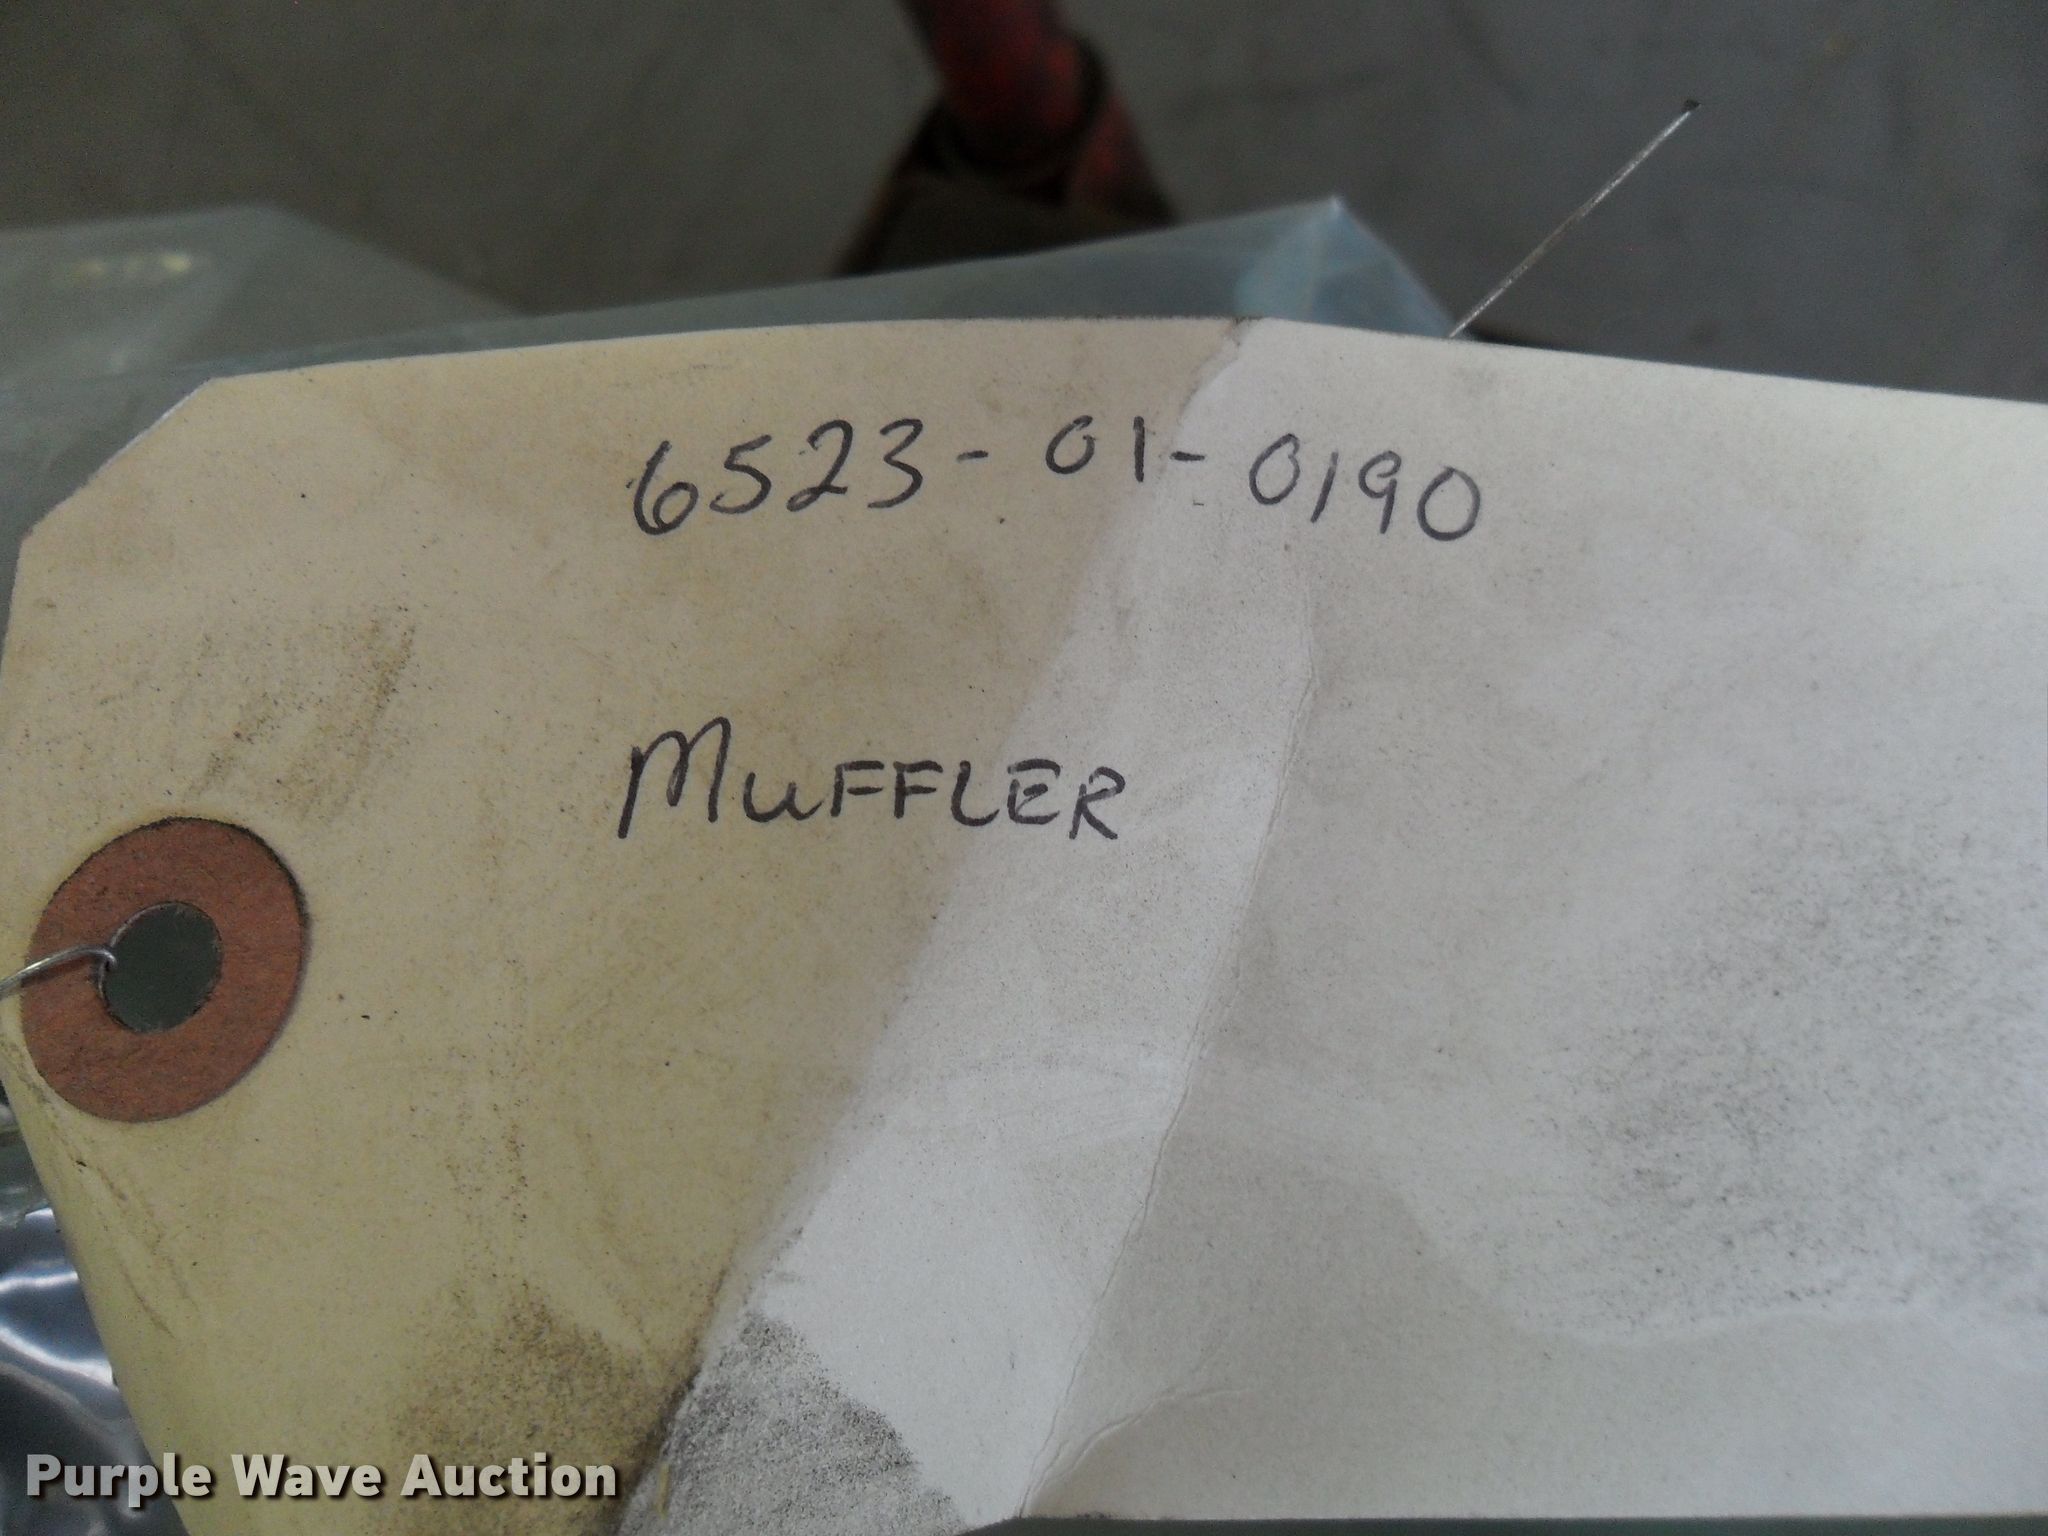 6523-01-0190
MUFFLER
Purple Wave Auction